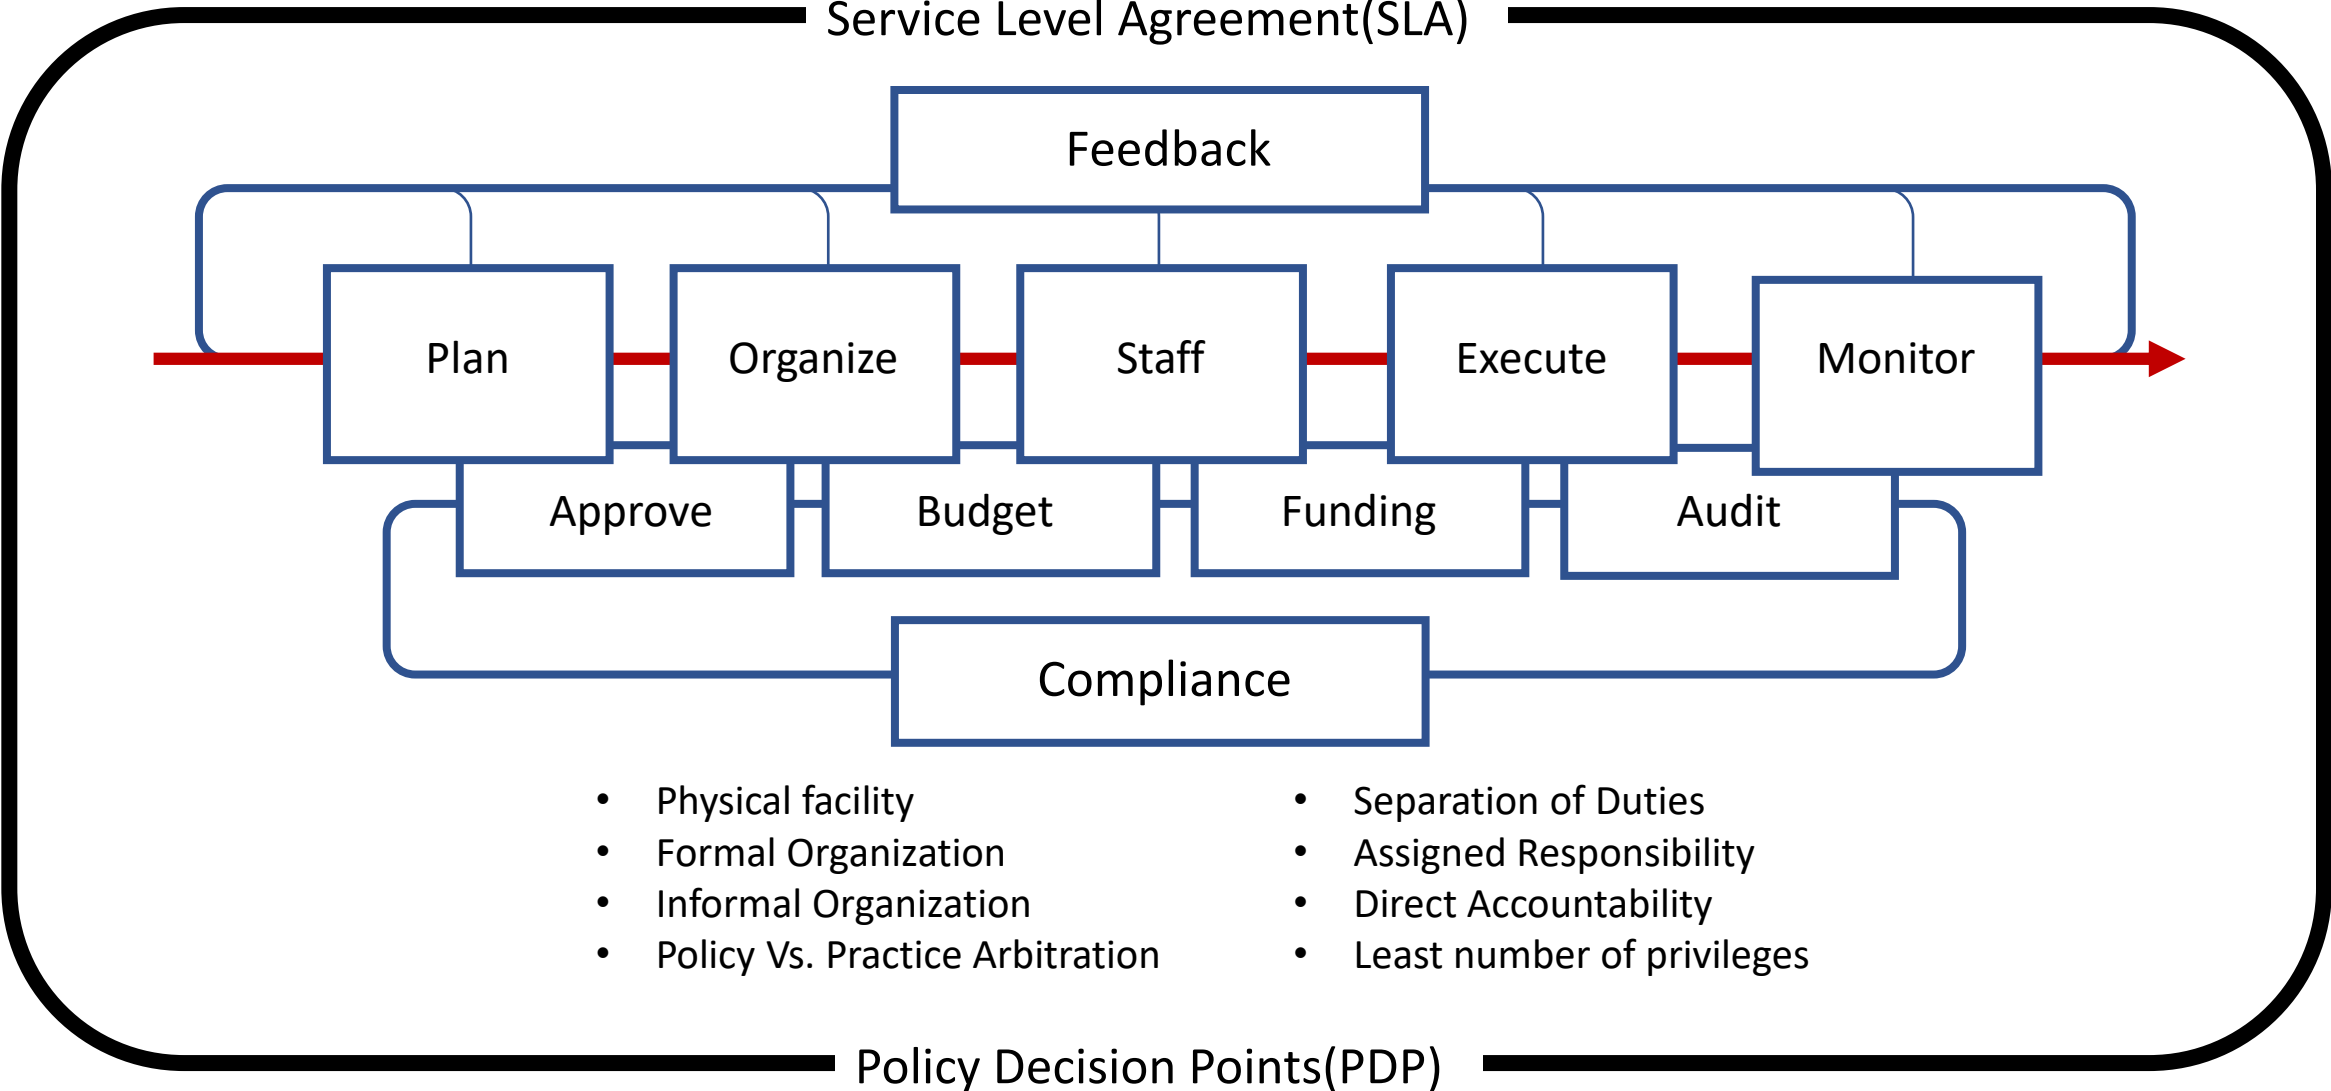 Service Level Agreement(SLA)
Feedback
Plan
Organize
Staff
Execute
Monitor
Approve
Budget
Funding
Audit
Compliance
• Physical facility
• Formal Organization
• Informal Organization
• Policy Vs. Practice Arbitration
• Separation of Duties
• Assigned Responsibility
• Direct Accountability
• Least number of privileges
Policy Decision Points(PDP)